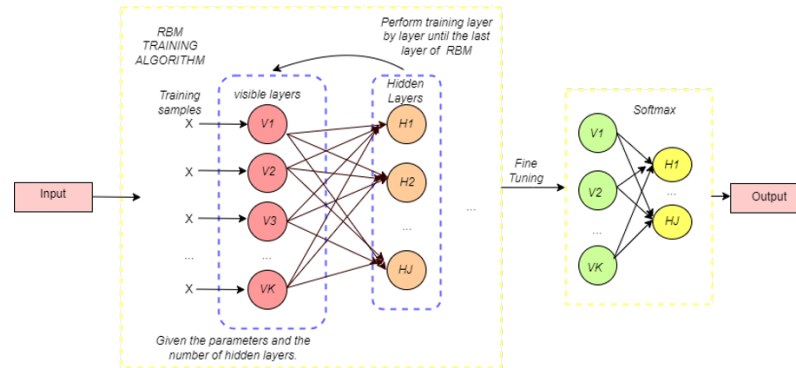 RBM
TRAINING
ALGORITHM
Perform training layer
by layer until the last
layer of RBM
Training
samples
visible layers
Hidden
Layers
X
V1
H1
X
V2
H2
X
V3
...
...
...
...
X
VK
HJ
Given the parameters and the
number of hidden layers.
Input
Fine
Tuning
Softmax
V1
H1
V2
...
HJ
...
VK
Output